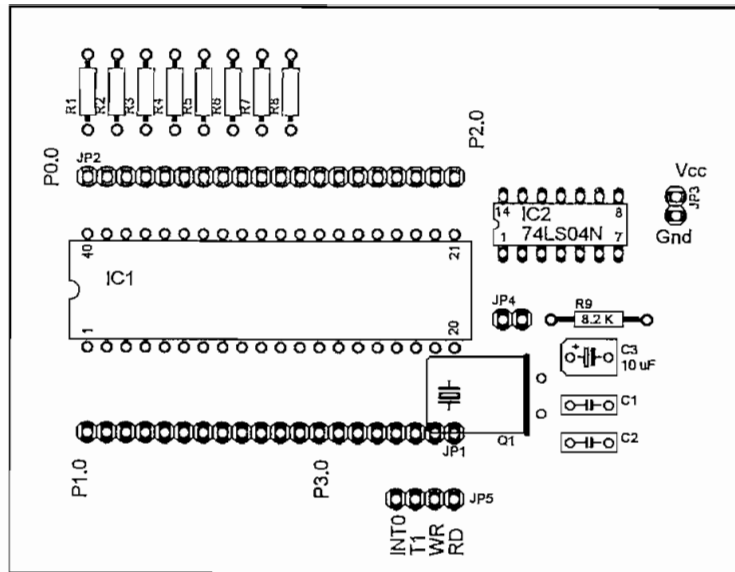 R1 R2 R3 R4 R5 R6 R7 R8
P0.0
JP2
P2.0
Vcc
JP3
Gnd
14 IC2 8
1 74LS04N 7
40 21
IC1
1 20
JP4
R9
8.2 K
C3
10 uF
C1
C2
Q1
JP1
P1.0
P3.0
JP5
INT0
T1
WR
RD